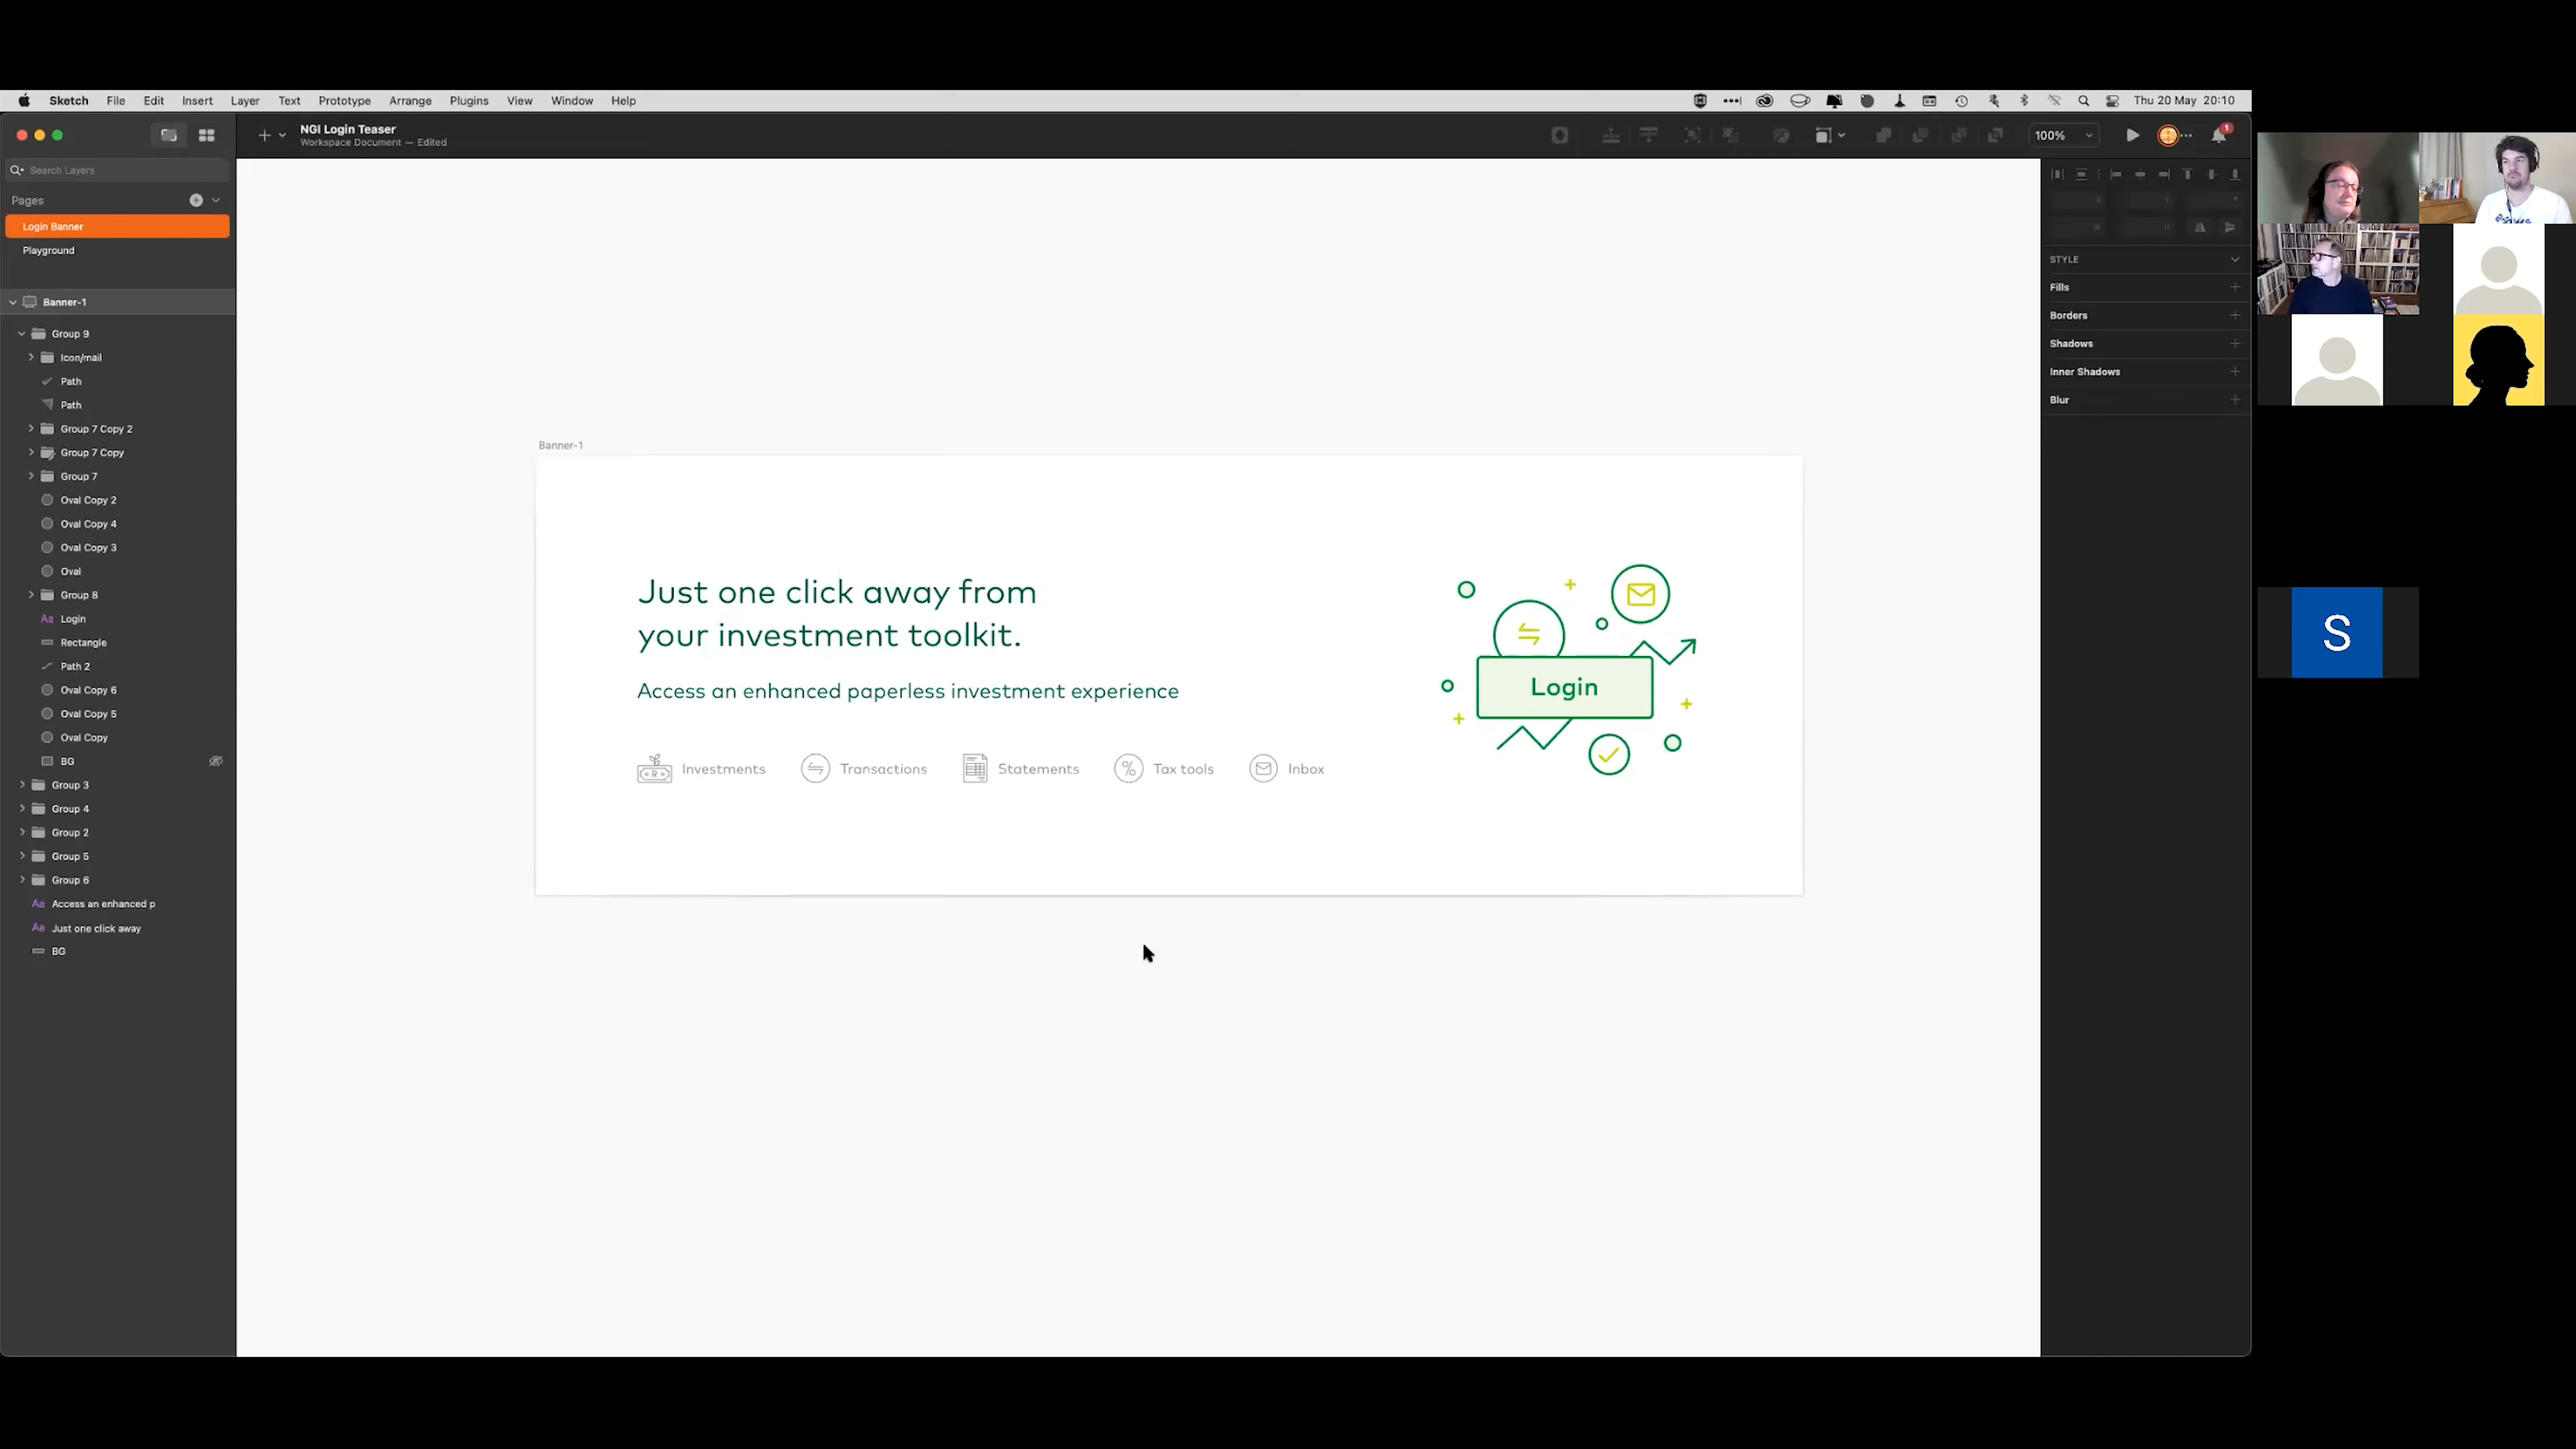 Sketch File Edit Insert Layer Text Prototype Arrange Plugins View Window Help Thu 20 May 20:10
NGI Login Teaser
Workspace Document — Edited
100%
1
Search Layers
Pages
Login Banner
Playground
Banner-1
Group 9
Icon/mail
Path
Path
Group 7 Copy 2
Group 7 Copy
Group 7
Oval Copy 2
Oval Copy 4
Oval Copy 3
Oval
Group 8
Aa Login
Rectangle
Path 2
Oval Copy 6
Oval Copy 5
Oval Copy
BG
Group 3
Group 4
Group 2
Group 5
Group 6
Aa Access an enhanced p
Aa Just one click away
BG
Banner-1
Just one click away from
your investment toolkit.
Access an enhanced paperless investment experience
R Investments Transactions Statements % Tax tools Inbox
Login
STYLE
Fills
Borders
Shadows
Inner Shadows
Blur
S